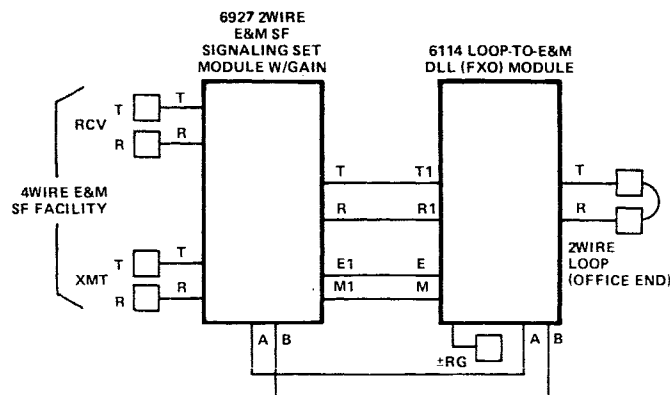 6927 2WIRE
E&M SF
SIGNALING SET
MODULE W/GAIN
6114 LOOP-TO-E&M
DLL (FXO) MODULE
RCV
T
T
R
R
4WIRE E&M
SF FACILITY
XMT
T
T
R
R
T
T1
R
R1
E1
E
M1
M
T
R
2WIRE
LOOP
(OFFICE END)
A
B
±RG
A
B